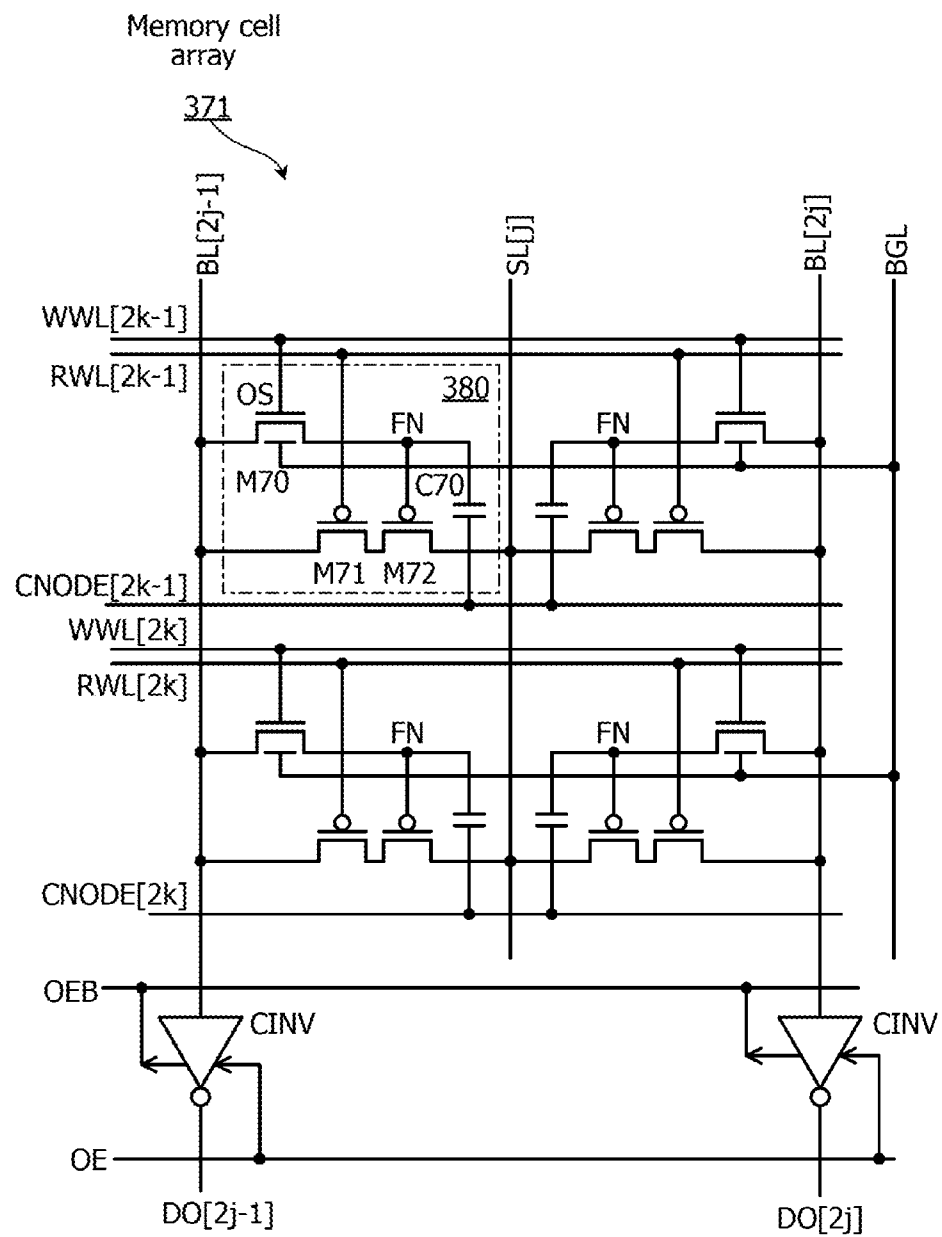 Memory cell
array
371
BL[2j-1]
SL[j]
BL[2j]
BGL
WWL[2k-1]
RWL[2k-1]
380
OS
FN
FN
M70
C70
M71
M72
CNODE[2k-1]
WWL[2k]
RWL[2k]
FN
FN
CNODE[2k]
OEB
CINV
CINV
OE
DO[2j-1]
DO[2j]